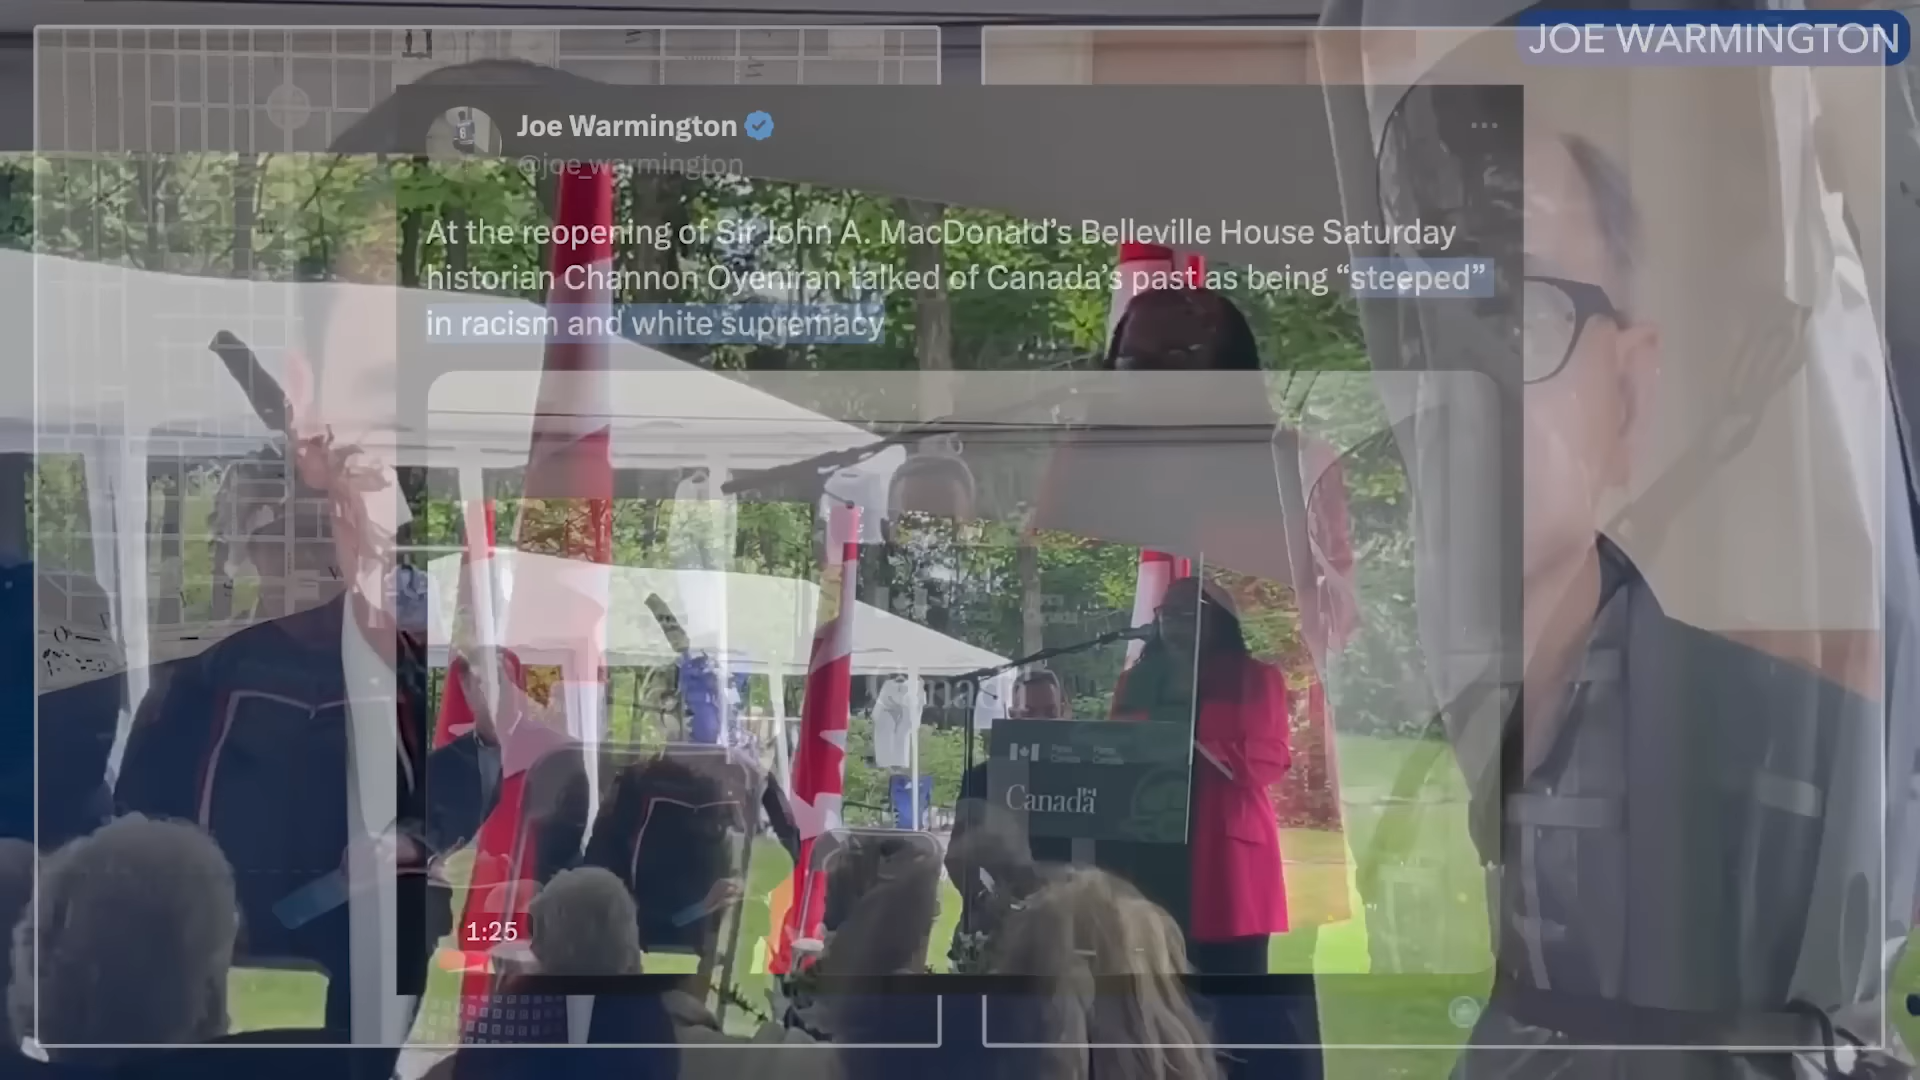 JOE WARMINGTON
Joe Warmington
@joe_warmington
At the reopening of Sir John A. MacDonald's Belleville House Saturday
historian Channon Oyeniran talked of Canada's past as being “steeped”
in racism and white supremacy
Canada
Canada
1:25